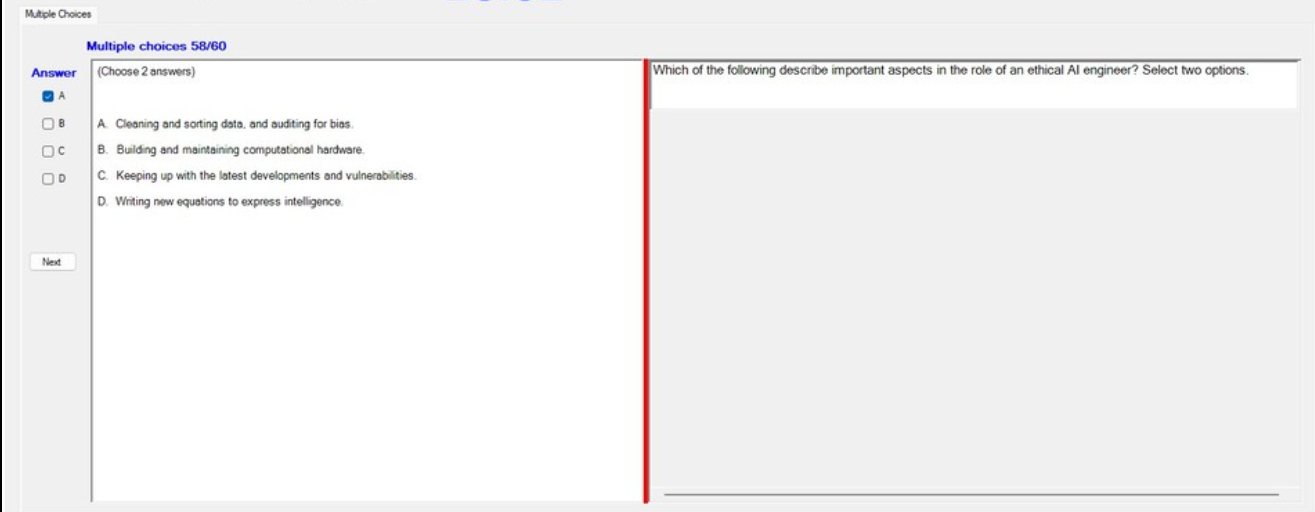 Multiple Choices
Multiple choices 58/60
Answer
A
B
C
D
Next
(Choose 2 answers)
A. Cleaning and sorting data, and auditing for bias.
B. Building and maintaining computational hardware.
C. Keeping up with the latest developments and vulnerabilities.
D. Writing new equations to express intelligence.
Which of the following describe important aspects in the role of an ethical AI engineer? Select two options.